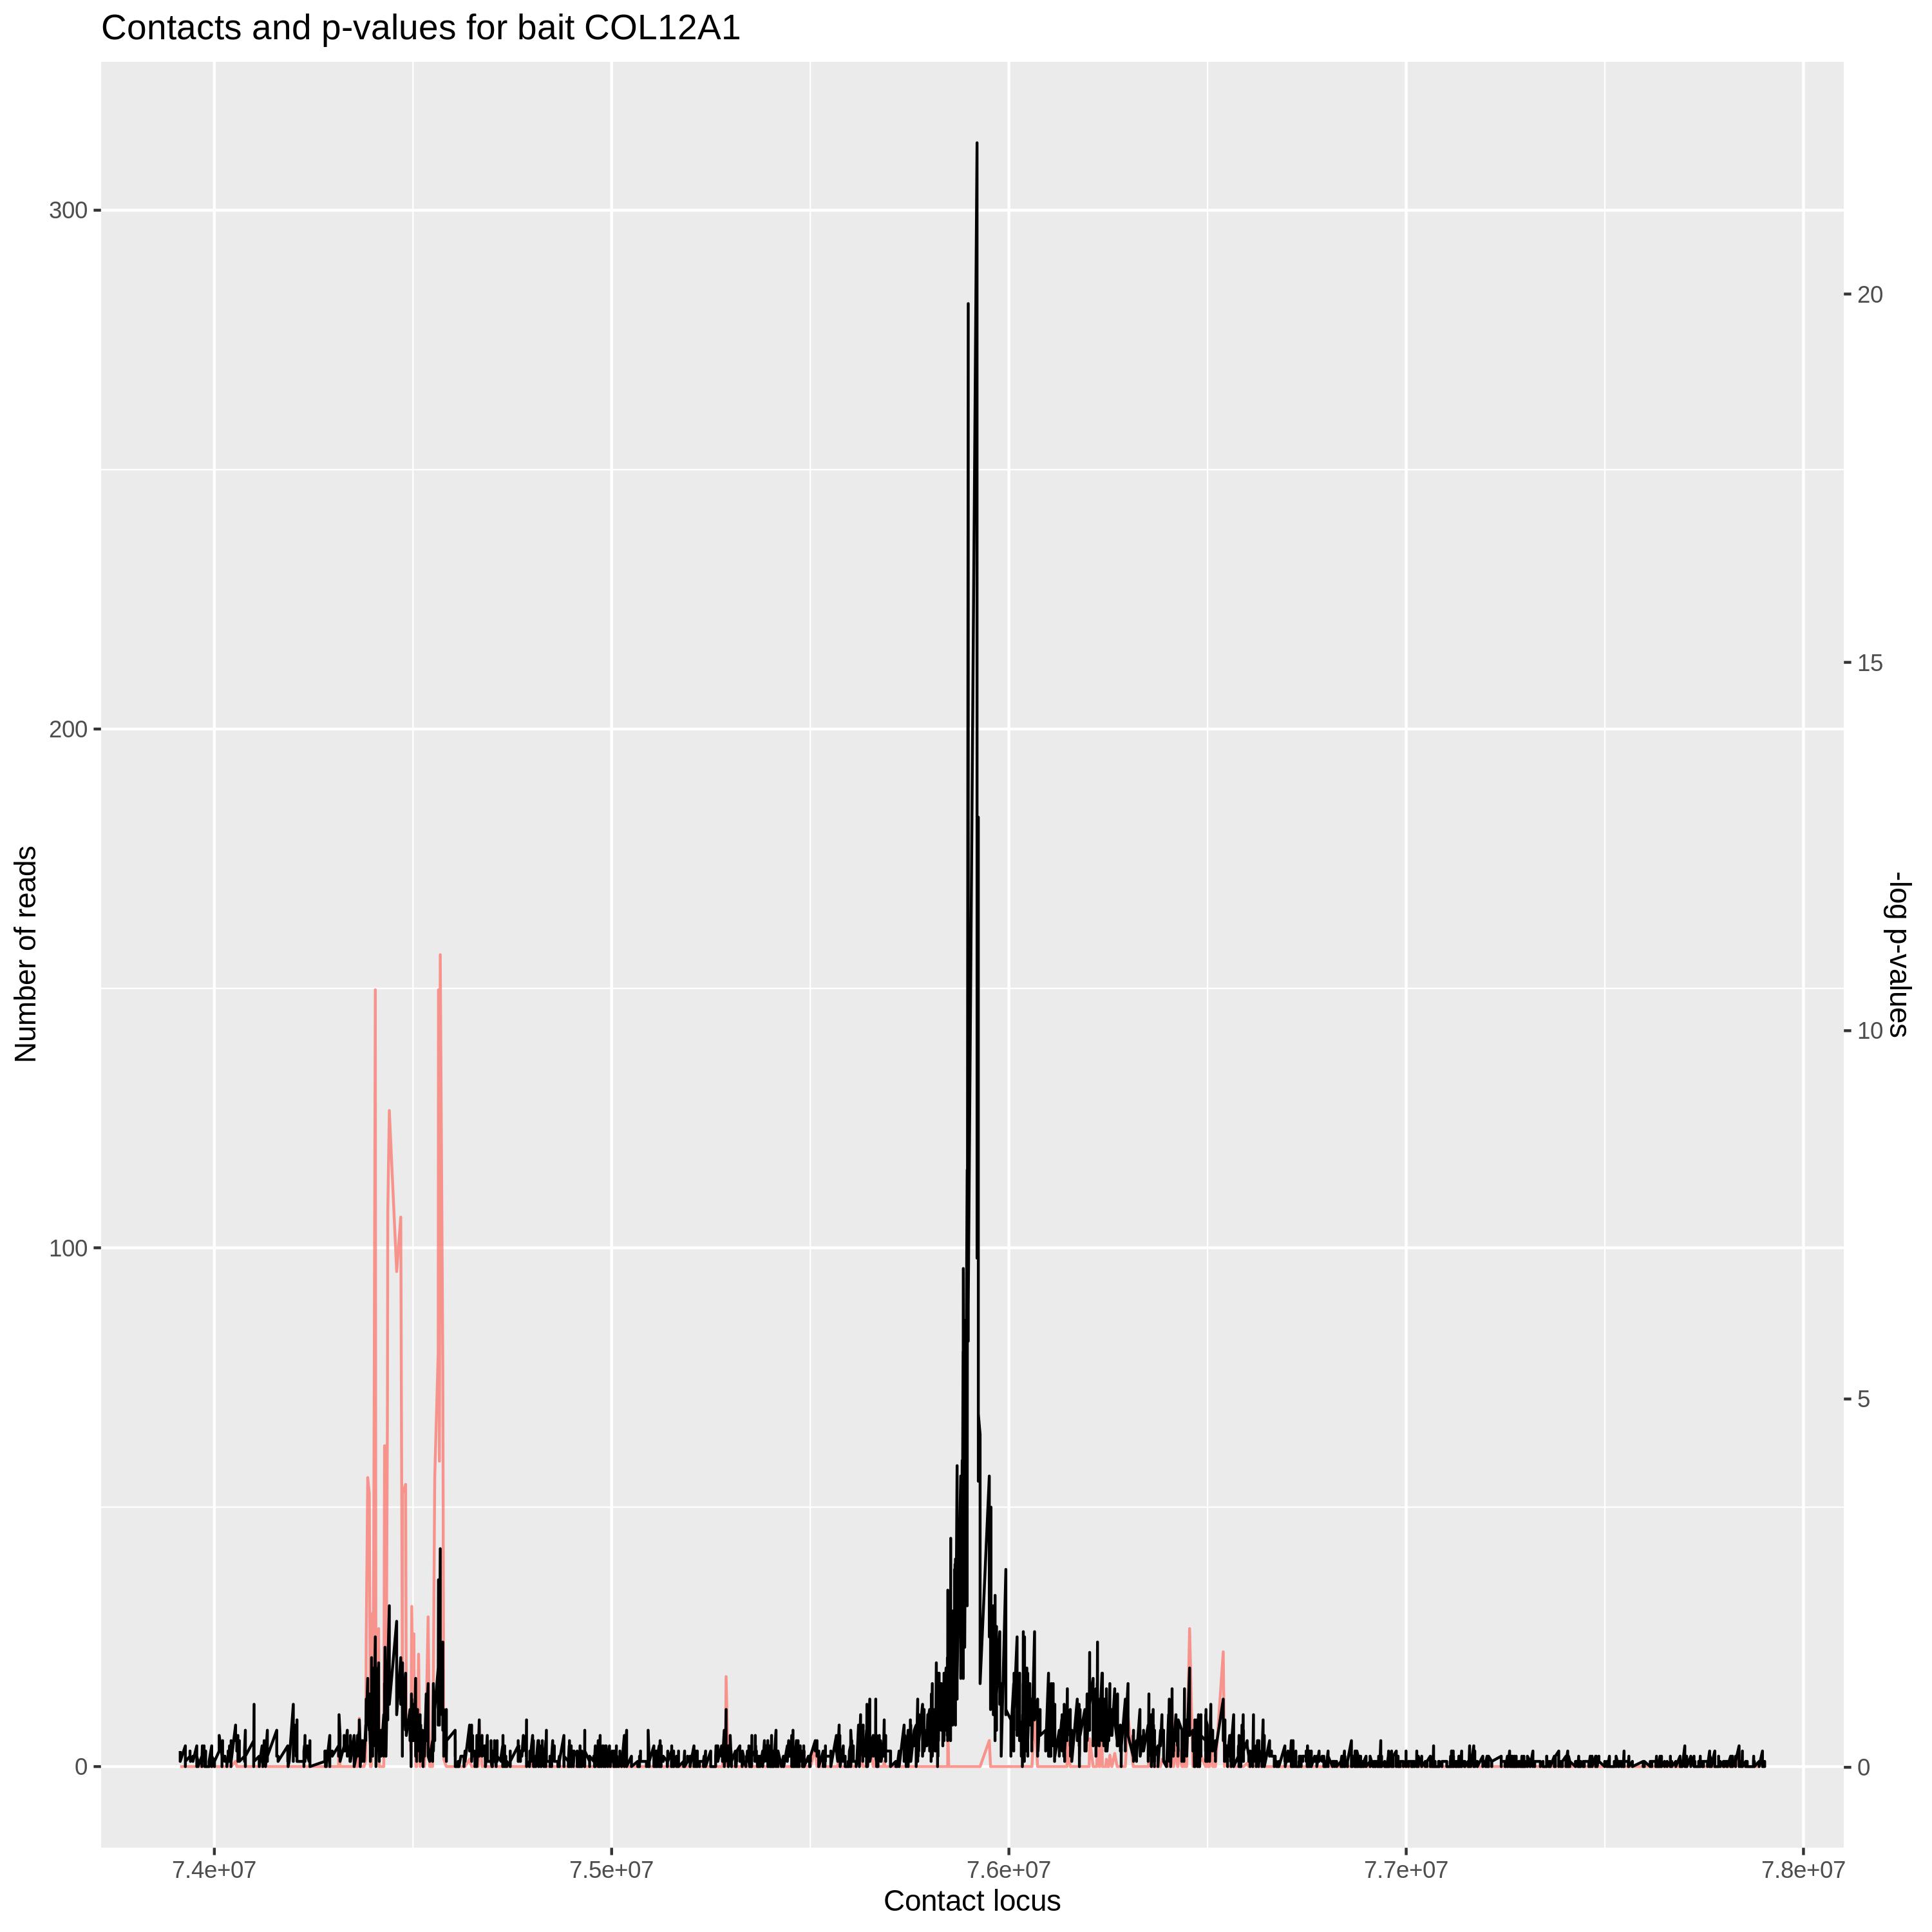 Contacts and p-values for bait COL12A1
Number of reads
300
200
100
0
20
15
10
5
0
-log p-values
7.4e+07
7.5e+07
7.6e+07
7.7e+07
7.8e+07
Contact locus